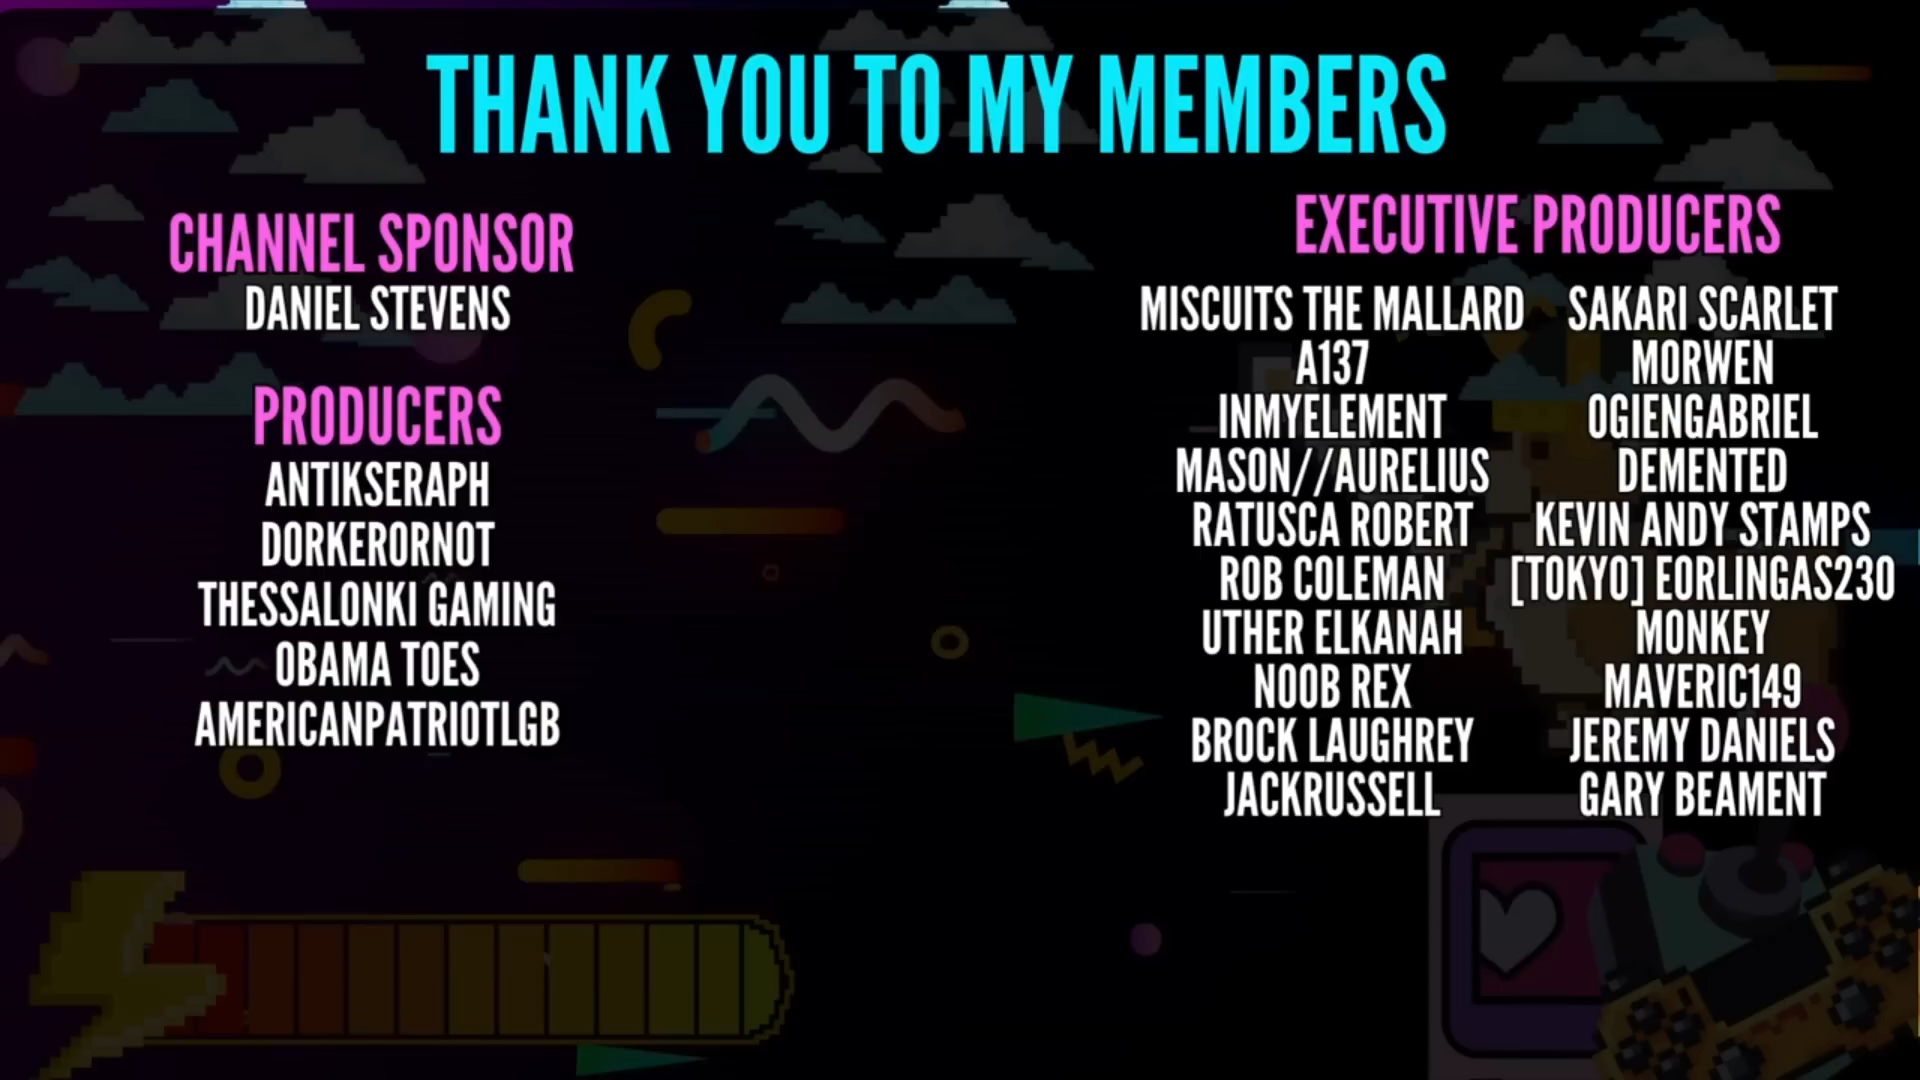 THANK YOU TO MY MEMBERS
CHANNEL SPONSOR
DANIEL STEVENS
PRODUCERS
ANTIKSERAPH
DORKERORNOT
THESSALONKI GAMING
OBAMA TOES
AMERICANPATRIOTLGB
EXECUTIVE PRODUCERS
MISCUITS THE MALLARD
A137
INMYELEMENT
MASON//AURELIUS
RATUSCA ROBERT
ROB COLEMAN
UTHER ELKANAH
NOOB REX
BROCK LAUGHREY
JACKRUSSELL
SAKARI SCARLET
MORWEN
OGIENGABRIEL
DEMENTED
KEVIN ANDY STAMPS
[TOKYO] EORLINGAS230
MONKEY
MAVERIC149
JEREMY DANIELS
GARY BEAMENT